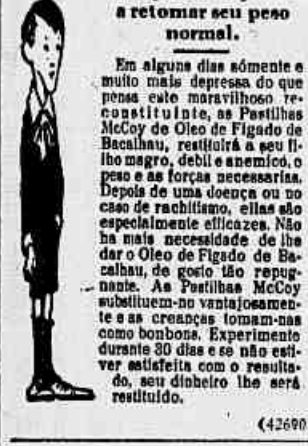 a retomar seu peso
normal.
Em alguns dias sómente e
muito mais depressa do que
pensa este maravilhoso re-
constituinte, as Pastilhas
McCoy de Oleo de Figado de
Bacalhau, restituirá a seu fi-
lho magro, debil e anemico, o
peso e as forças necessarias.
Depois de uma doença ou no
caso de rachitismo, ellas são
especialmente efficazes. Não
ha mais necessidade de lhe
dar o Oleo de Figado de Ba-
calhau, de gosto tão repug-
nante. As Pastilhas McCoy
substituem-no vantajosamen-
te e as creanças tomam-nas
como bonbons. Experimente
durante 30 dias e se não esti-
ver satisfeita com o resulta-
do, seu dinheiro lhe será
restituido.
(42690